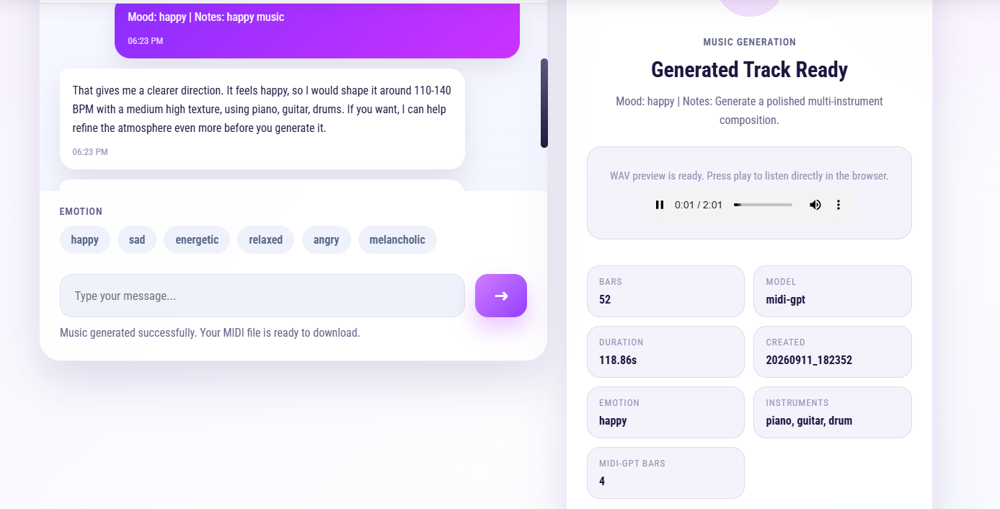 Mood: happy | Notes: happy music
06:23 PM
That gives me a clearer direction. It feels happy, so I would shape it around 110-140
BPM with a medium high texture, using piano, guitar, drums. If you want, I can help
refine the atmosphere even more before you generate it.
06:23 PM
EMOTION
happy
sad
energetic
relaxed
angry
melancholic
Type your message...
➜
Music generated successfully. Your MIDI file is ready to download.
MUSIC GENERATION
Generated Track Ready
Mood: happy | Notes: Generate a polished multi-instrument
composition.
WAV preview is ready. Press play to listen directly in the browser.
0:01 / 2:01
BARS
52
MODEL
midi-gpt
DURATION
118.86s
CREATED
20260911_182352
EMOTION
happy
INSTRUMENTS
piano, guitar, drum
MIDI-GPT BARS
4